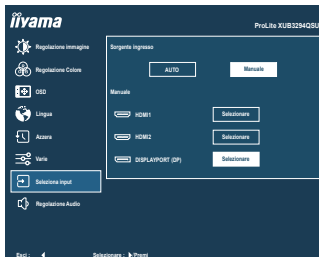 iiyama
ProLite XUB3294QSU
Regolazione immagine
Sorgente ingresso
Regolazione Colore
AUTO
Manuale
OSD
Manuale
Lingua
HDMI1
Selezionare
Azzera
HDMI2
Selezionare
Varie
DISPLAYPORT (DP)
Selezionare
Seleziona input
Regolazione Audio
Esci :
Selezionare :
Premi